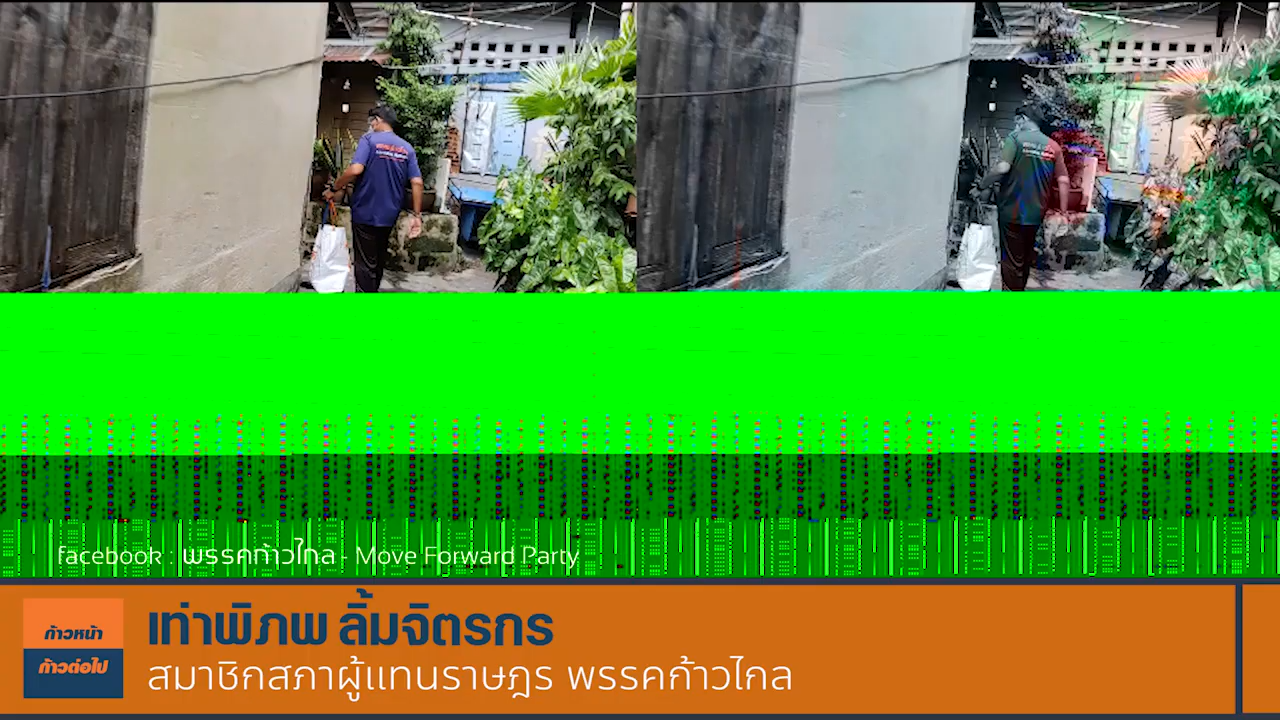 facebook : พรรคก้าวไกล - Move Forward Party
ก้าวหน้า
ก้าวต่อไป
เท่าพิภพ ลิ้มจิตรกร
สมาชิกสภาผู้แทนราษฎร พรรคก้าวไกล